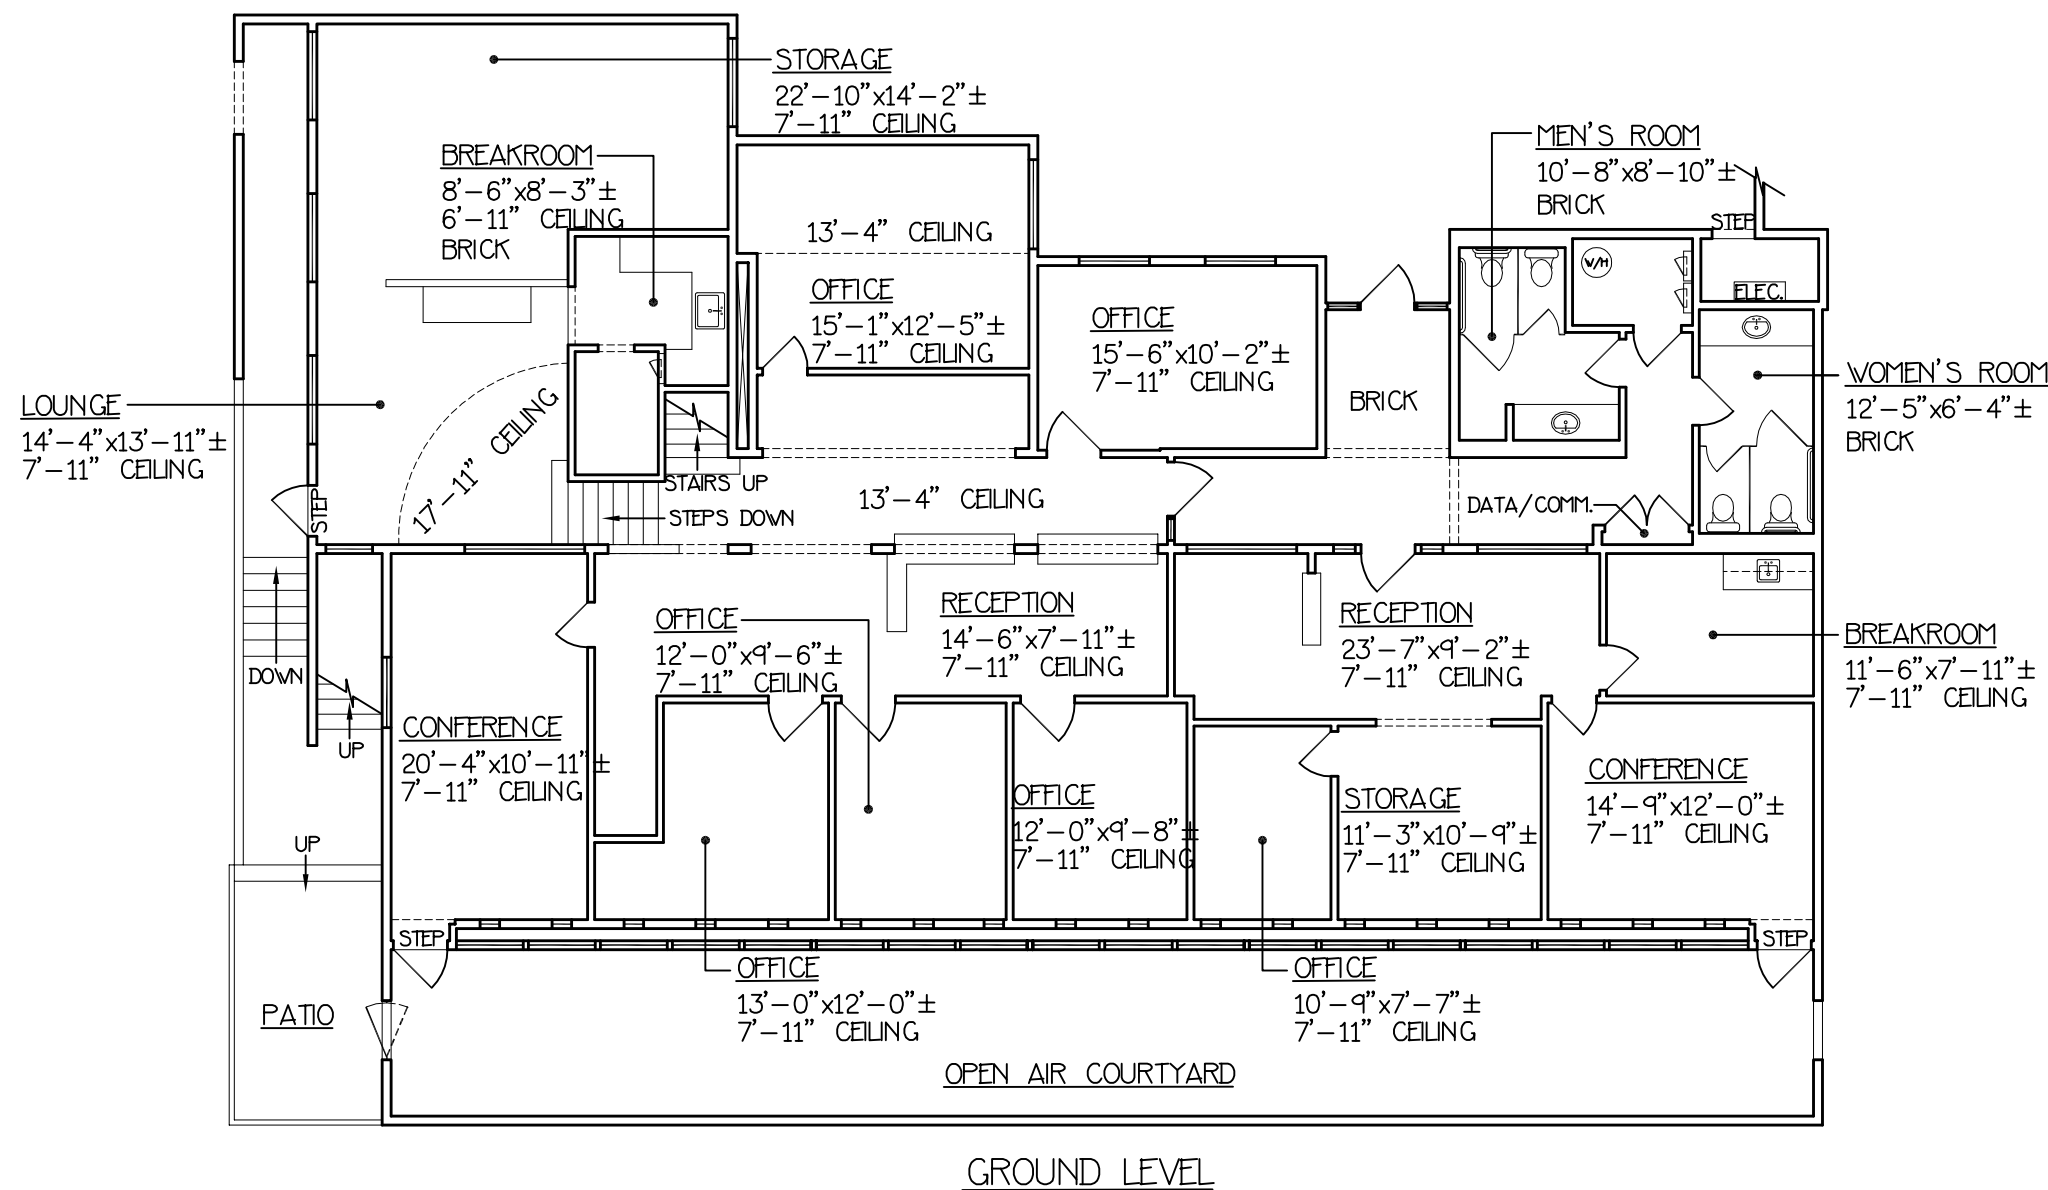 STORAGE
22'-10"x14'-2"±
7'-11" CEILING
BREAKROOM
8'-6"x8'-3"±
6'-11" CEILING
BRICK
MEN'S ROOM
10'-8"x8'-10"±
BRICK
STEP
W/H
ELEC.
13'-4" CEILING
OFFICE
15'-1"x12'-5"±
7'-11" CEILING
OFFICE
15'-6"x10'-2"±
7'-11" CEILING
BRICK
WOMEN'S ROOM
12'-5"x6'-4"±
BRICK
LOUNGE
14'-4"x13'-11"±
7'-11" CEILING
17'-11" CEILING
STEP
STAIRS UP
STEPS DOWN
13'-4" CEILING
DATA/COMM.
OFFICE
12'-0"x9'-6"±
7'-11" CEILING
RECEPTION
14'-6"x7'-11"±
7'-11" CEILING
RECEPTION
23'-7"x9'-2"±
7'-11" CEILING
BREAKROOM
11'-6"x7'-11"±
7'-11" CEILING
DOWN
UP
CONFERENCE
20'-4"x10'-11"±
7'-11" CEILING
OFFICE
12'-0"x9'-8"±
7'-11" CEILING
STORAGE
11'-3"x10'-9"±
7'-11" CEILING
CONFERENCE
14'-9"x12'-0"±
7'-11" CEILING
UP
STEP
STEP
OFFICE
13'-0"x12'-0"±
7'-11" CEILING
OFFICE
10'-9"x7'-7"±
7'-11" CEILING
PATIO
OPEN AIR COURTYARD
GROUND LEVEL